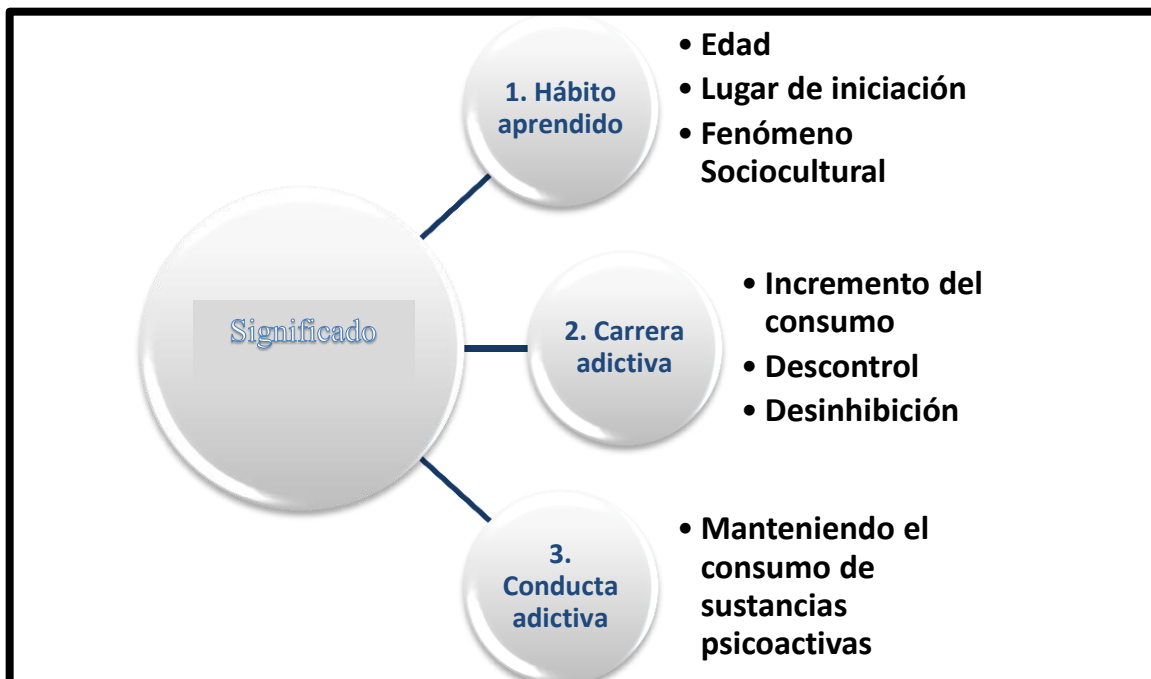 1. Hábito
aprendido
• Edad
• Lugar de iniciación
• Fenómeno
Sociocultural
Significado
2. Carrera
adictiva
• Incremento del
consumo
• Descontrol
• Desinhibición
3.
Conducta
adictiva
• Manteniendo el
consumo de
sustancias
psicoactivas